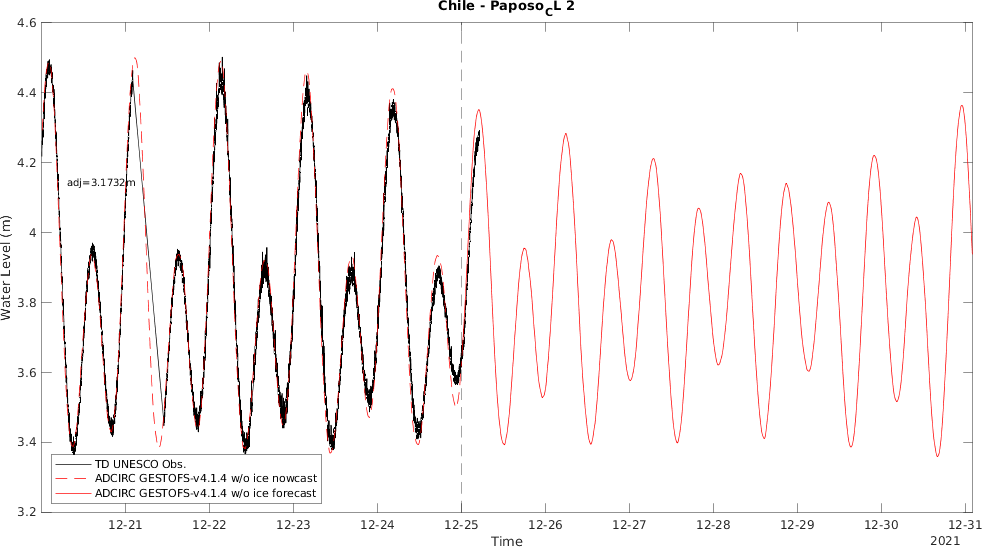 Chile - Paposo_CL 2
Water Level (m)
4.6
4.4
4.2
4
3.8
3.6
3.4
3.2
adj=3.1732m
TD UNESCO Obs.
ADCIRC GESTOFS-v4.1.4 w/o ice nowcast
ADCIRC GESTOFS-v4.1.4 w/o ice forecast
12-21 12-22 12-23 12-24 12-25 12-26 12-27 12-28 12-29 12-30 12-31
Time
2021